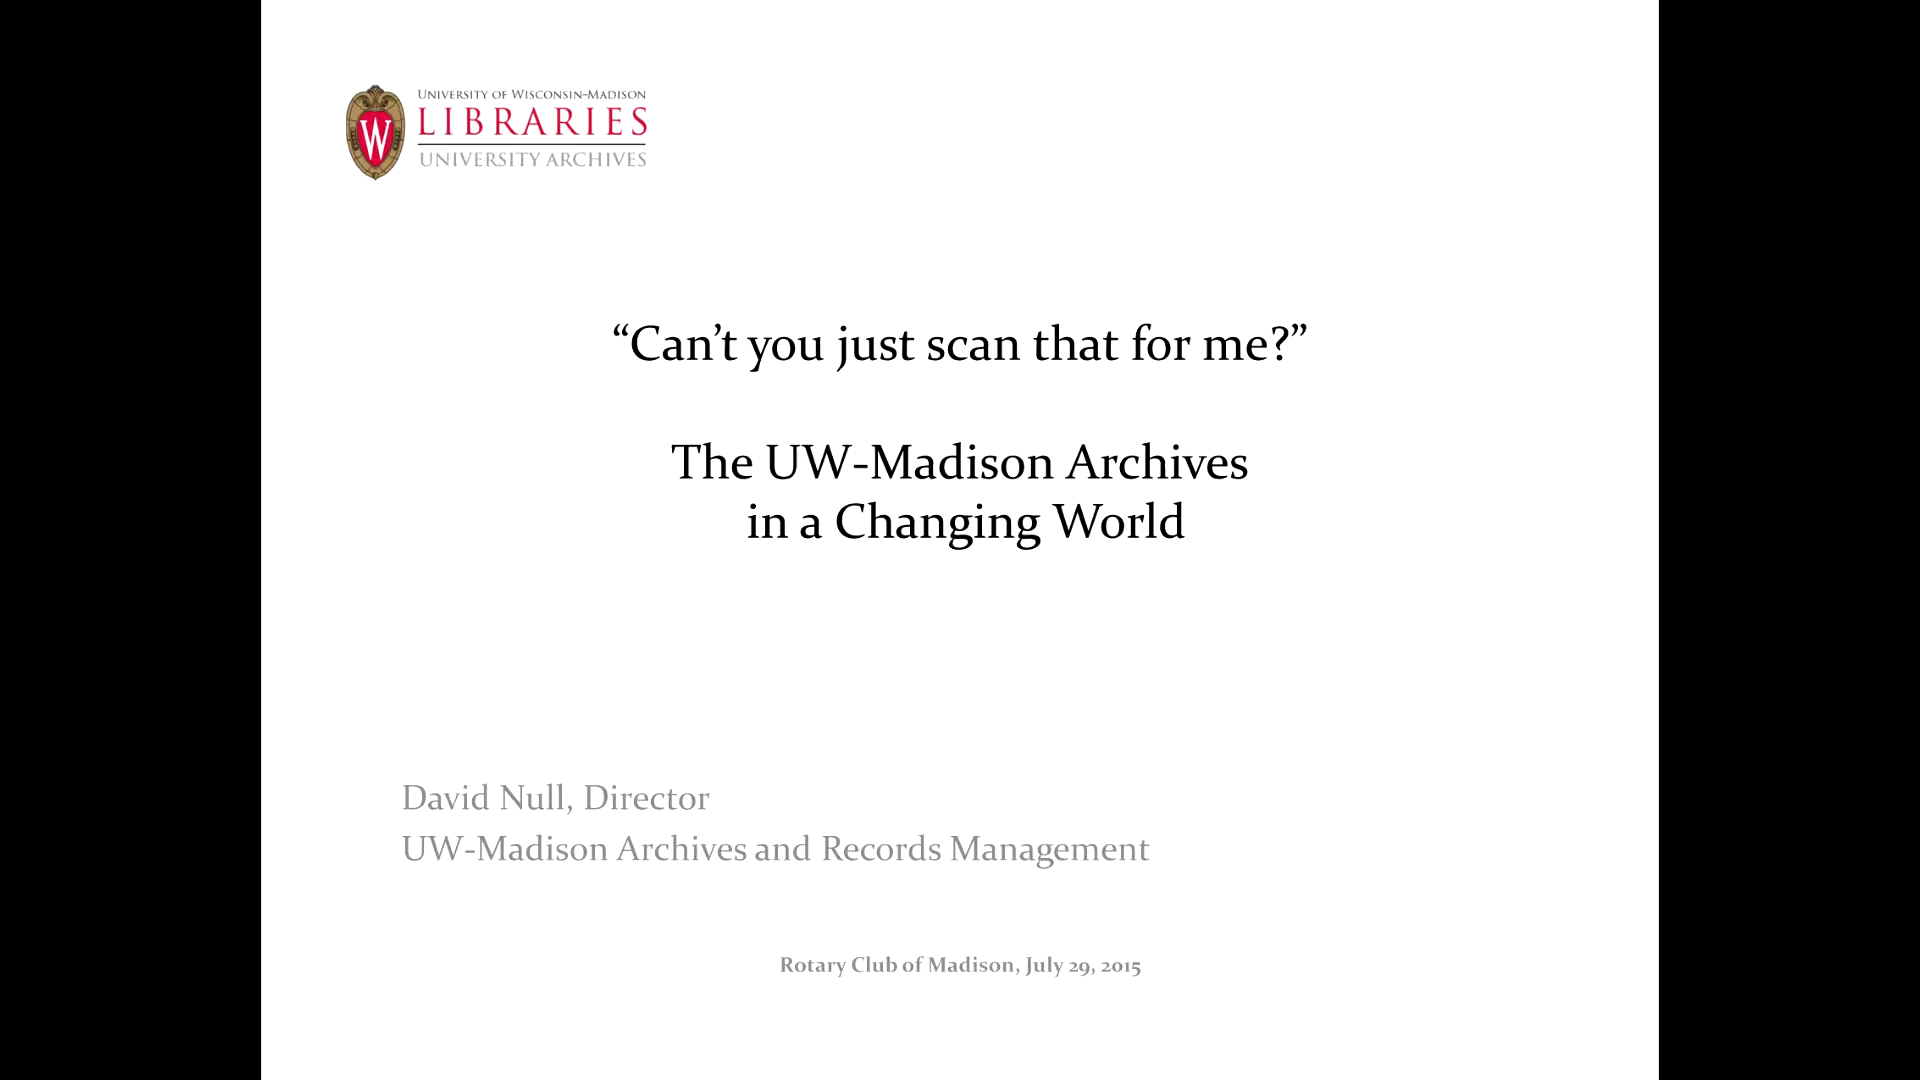 W
UNIVERSITY OF WISCONSIN–MADISON
LIBRARIES
UNIVERSITY ARCHIVES
“Can’t you just scan that for me?”
The UW-Madison Archives
in a Changing World
David Null, Director
UW-Madison Archives and Records Management
Rotary Club of Madison, July 29, 2015